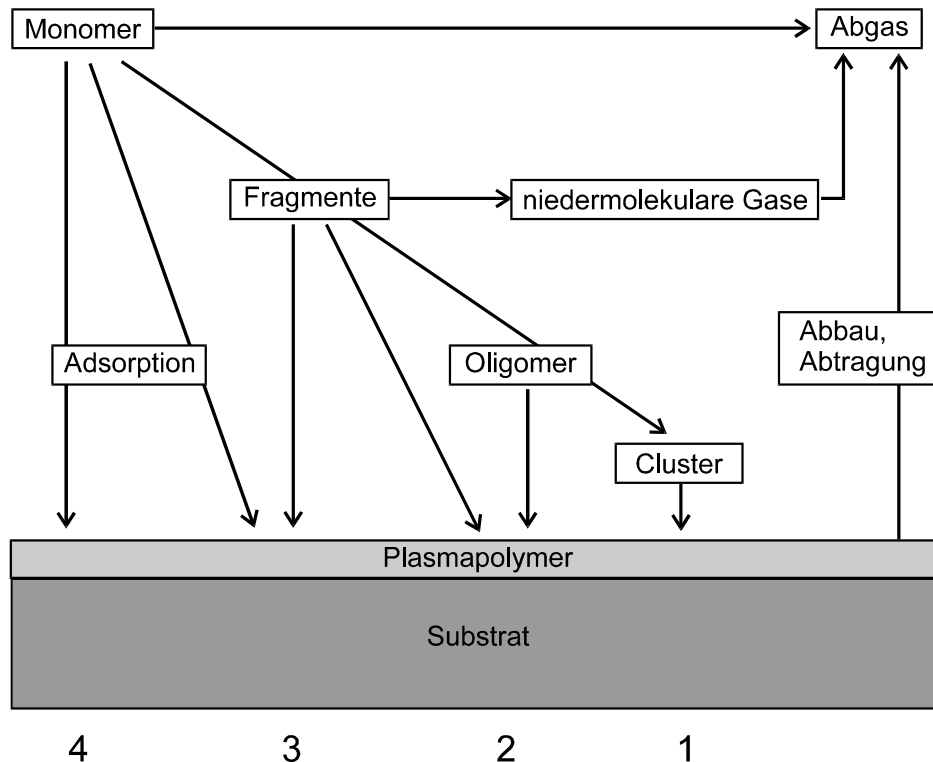 Monomer
Abgas
Fragmente
niedermolekulare Gase
Adsorption
Oligomer
Abbau,
Abtragung
Cluster
Plasmapolymer
Substrat
4 3 2 1